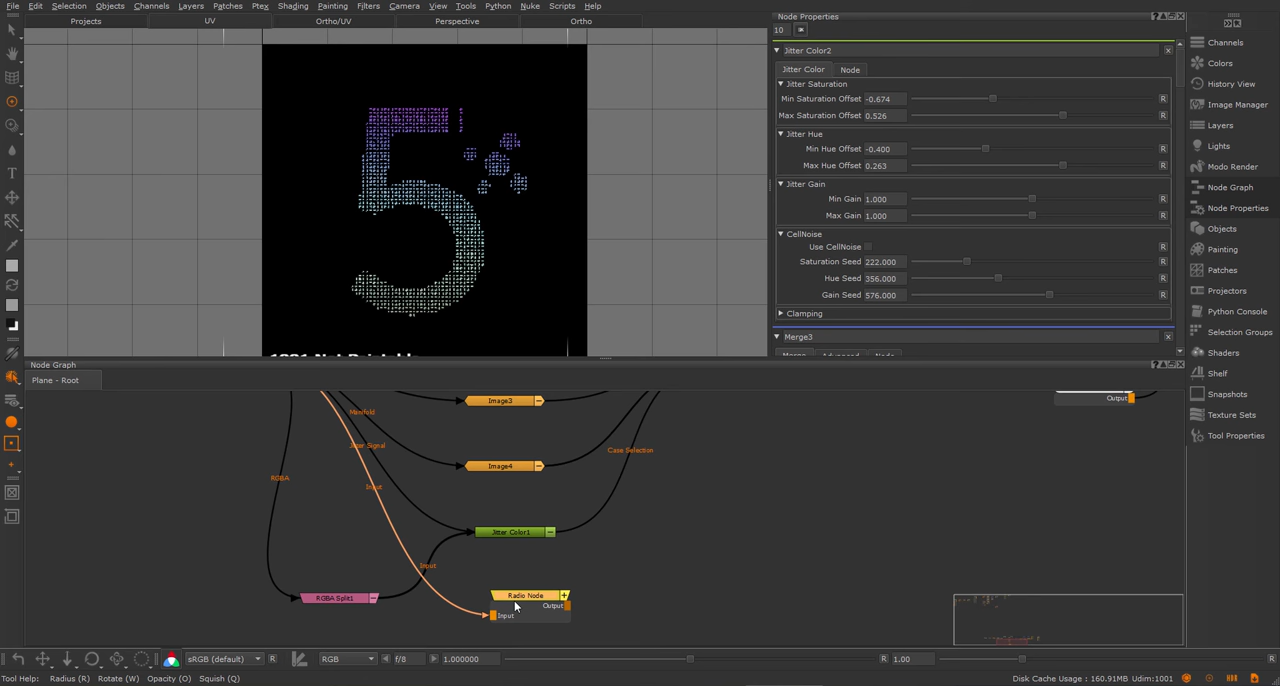 File Edit Selection Objects Channels Layers Patches Ptex Shading Painting Filters Camera View Tools Python Nuke Scripts Help
Projects UV Ortho/UV Perspective Ortho
Node Properties
10
Jitter Color2
Jitter Color Node
Jitter Saturation
Min Saturation Offset -0.674 R
Max Saturation Offset 0.526 R
Jitter Hue
Min Hue Offset -0.400 R
Max Hue Offset 0.263 R
Jitter Gain
Min Gain 1.000 R
Max Gain 1.000 R
CellNoise
Use CellNoise R
Saturation Seed 222.000 R
Hue Seed 356.000 R
Gain Seed 576.000 R
Clamping
Merge3
Merge Advanced Node
Channels
Colors
History View
Image Manager
Layers
Lights
Modo Render
Node Graph
Node Properties
Objects
Painting
Patches
Projectors
Python Console
Selection Groups
Shaders
Shelf
Snapshots
Texture Sets
Tool Properties
5
1001 Not Paintable
Node Graph
Plane - Root
Image3
Output
Manifold
Jitter Signal
Case Selection
Image4
RGBA
Input
Jitter Color1
Input
RGBA Split1
Radio Node
Output
Input
sRGB (default) R RGB f/8 1.000000 R 1.00 R
Tool Help: Radius (R) Rotate (W) Opacity (O) Squish (Q) Disk Cache Usage : 160.91MB Udim:1001